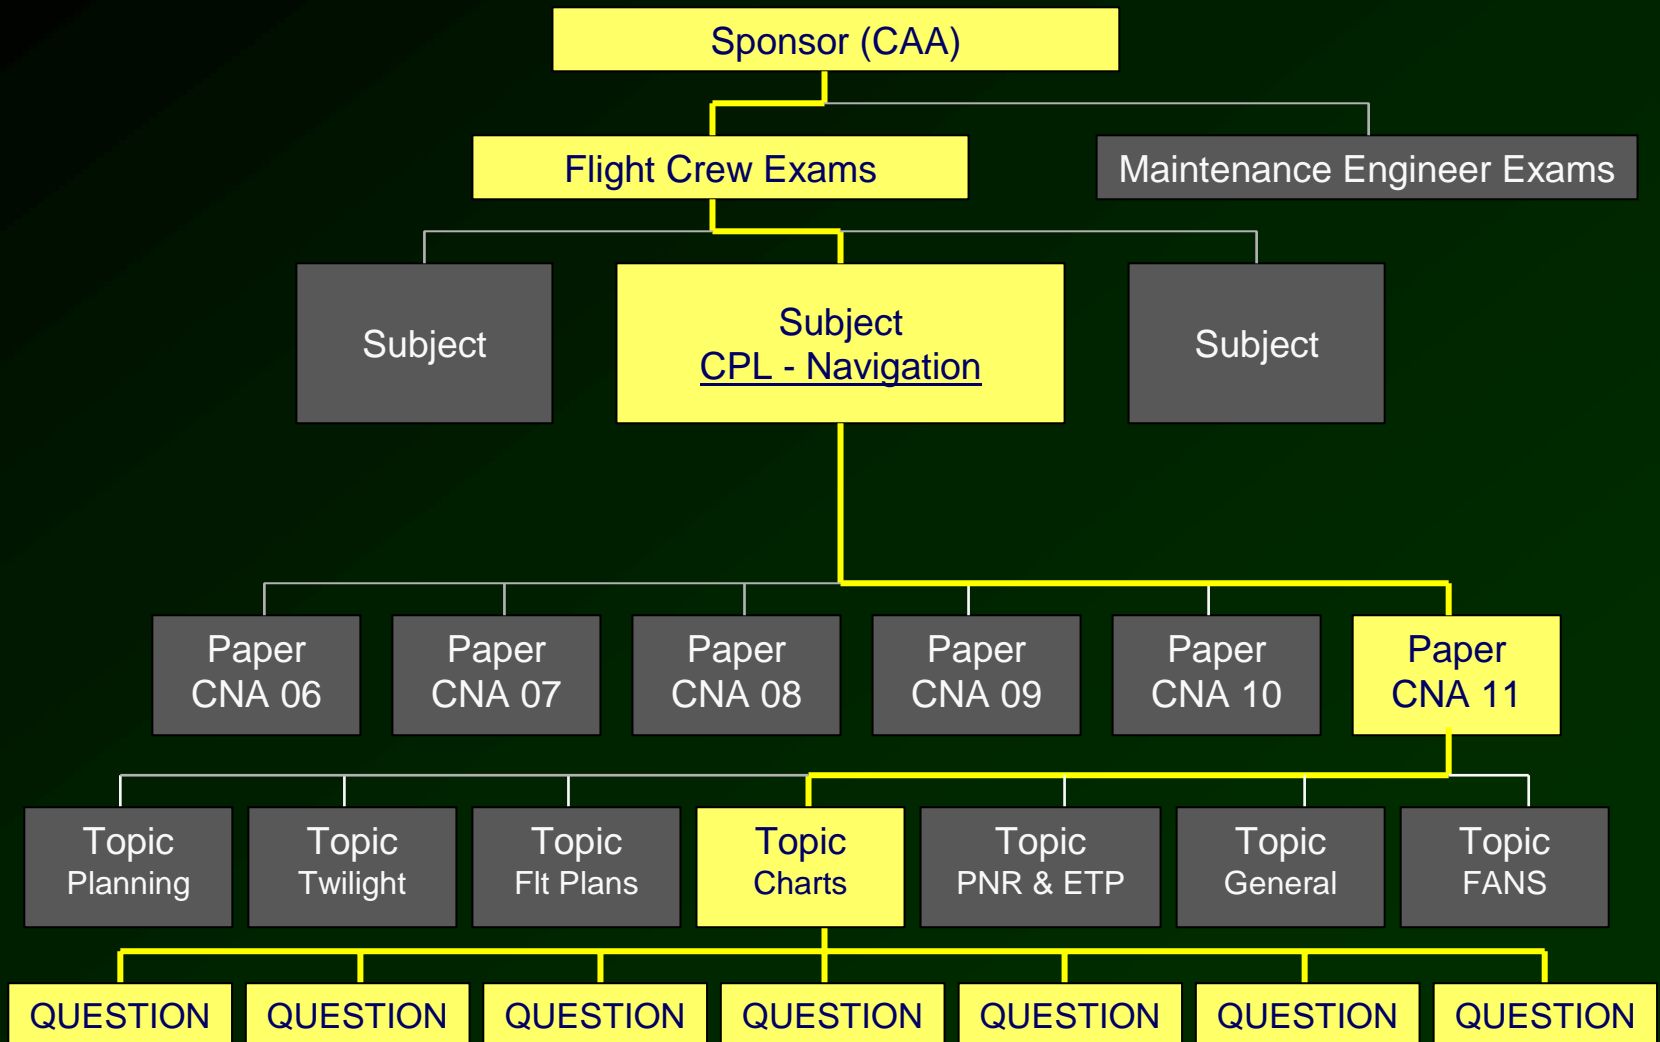 Sponsor (CAA)
Flight Crew Exams
Maintenance Engineer Exams
Subject
Subject
CPL - Navigation
Subject
Paper
CNA 06
Paper
CNA 07
Paper
CNA 08
Paper
CNA 09
Paper
CNA 10
Paper
CNA 11
Topic
Planning
Topic
Twilight
Topic
Flt Plans
Topic
Charts
Topic
PNR & ETP
Topic
General
Topic
FANS
QUESTION
QUESTION
QUESTION
QUESTION
QUESTION
QUESTION
QUESTION